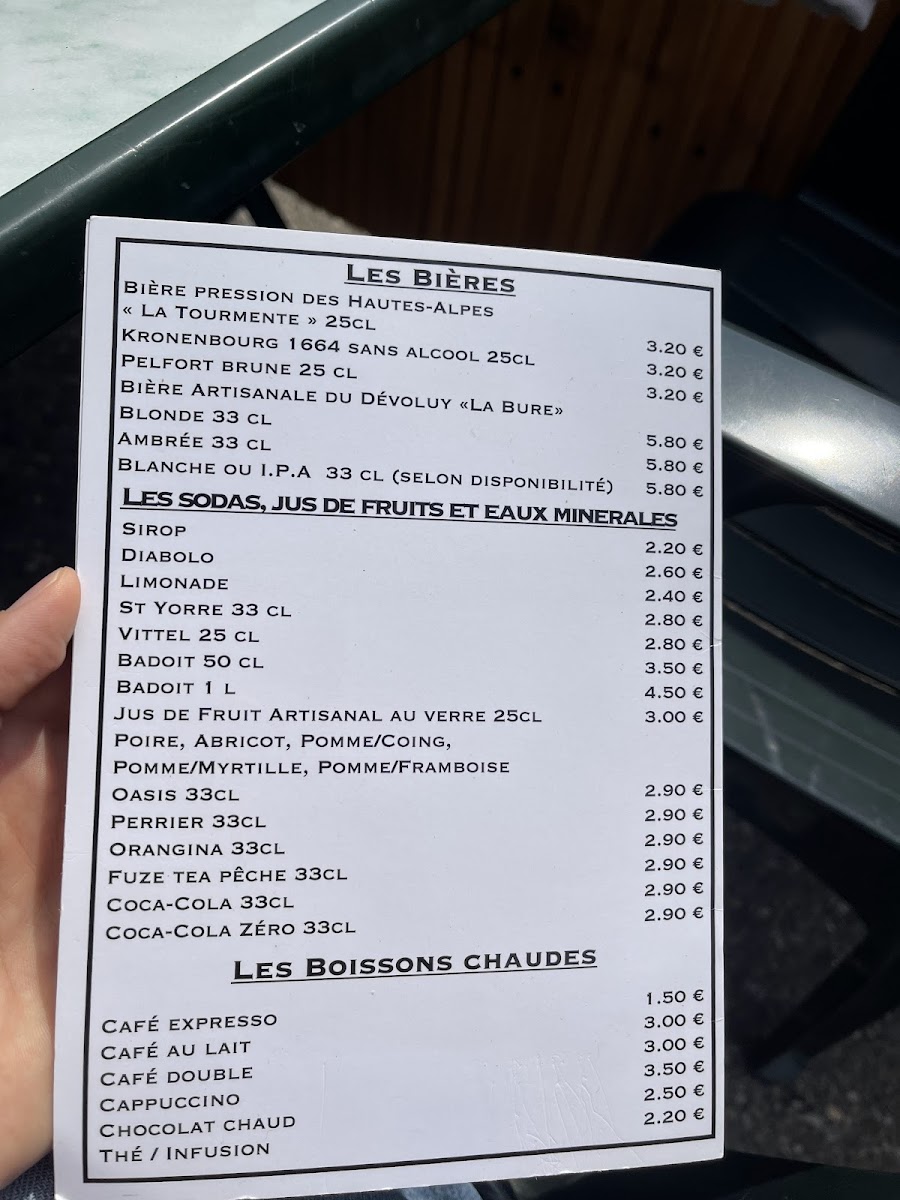 Les Bières
Bière pression des Hautes-Alpes
« La Tourmente » 25cl 3.20 €
Kronenbourg 1664 sans alcool 25cl 3.20 €
Pelfort brune 25 cl 3.20 €
Bière Artisanale du Dévoluy «La Bure»
Blonde 33 cl 5.80 €
Ambrée 33 cl 5.80 €
Blanche ou I.P.A 33 cl (selon disponibilité) 5.80 €
Les sodas, jus de fruits et eaux minerales
Sirop 2.20 €
Diabolo 2.60 €
Limonade 2.40 €
St Yorre 33 cl 2.80 €
Vittel 25 cl 2.80 €
Badoit 50 cl 3.50 €
Badoit 1 l 4.50 €
Jus de Fruit Artisanal au verre 25cl 3.00 €
Poire, Abricot, Pomme/Coing,
Pomme/Myrtille, Pomme/Framboise
Oasis 33cl 2.90 €
Perrier 33cl 2.90 €
Orangina 33cl 2.90 €
Fuze tea pêche 33cl 2.90 €
Coca-Cola 33cl 2.90 €
Coca-Cola Zéro 33cl 2.90 €
Les Boissons chaudes
Café expresso 1.50 €
Café au lait 3.00 €
Café double 3.00 €
Cappuccino 3.50 €
Chocolat chaud 2.50 €
Thé / Infusion 2.20 €